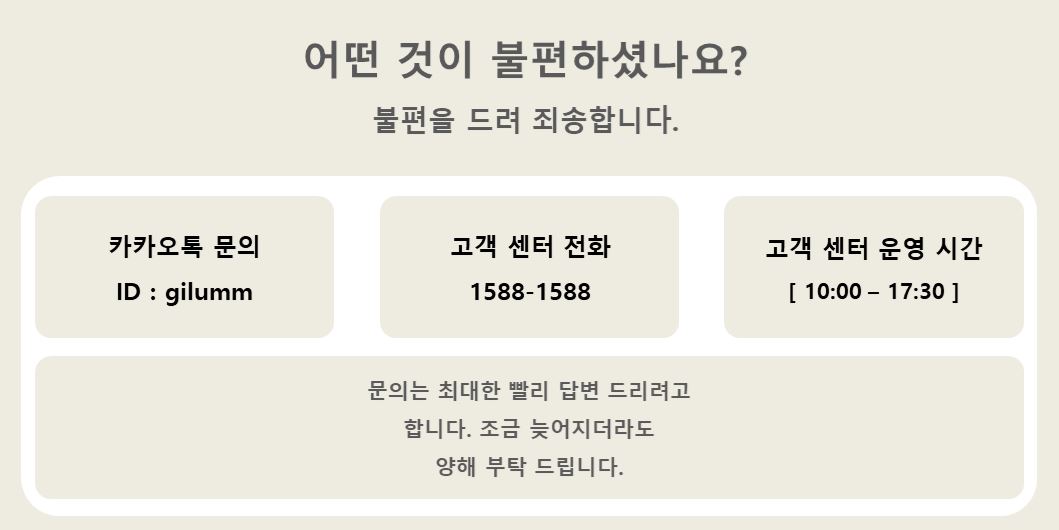 어떤 것이 불편하셨나요?
불편을 드려 죄송합니다.
카카오톡 문의
ID : gilumm
고객 센터 전화
1588-1588
고객 센터 운영 시간
[ 10:00 – 17:30 ]
문의는 최대한 빨리 답변 드리려고
합니다. 조금 늦어지더라도
양해 부탁 드립니다.